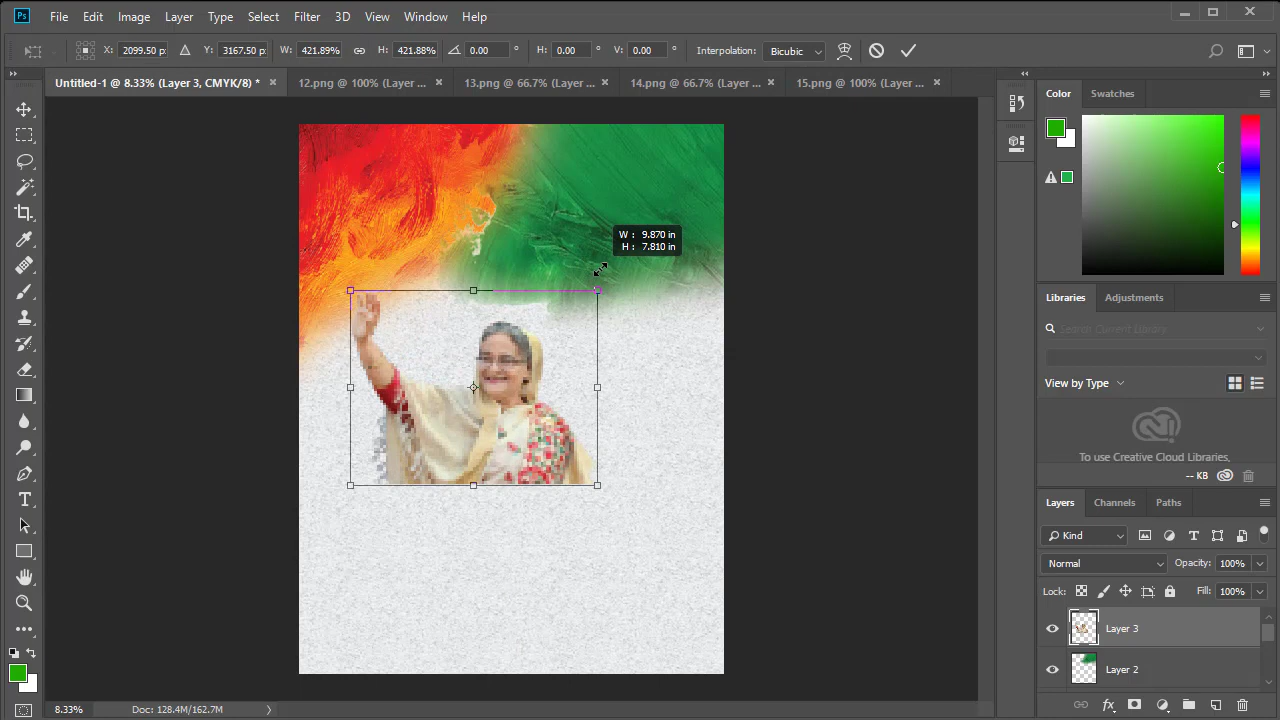 Ps File Edit Image Layer Type Select Filter 3D View Window Help
X: 2099.50 p Y: 3167.50 p W: 421.89% H: 421.88% 0.00 ° H: 0.00 ° V: 0.00 ° Interpolation: Bicubic
Untitled-1 @ 8.33% (Layer 3, CMYK/8) * × 12.png @ 100% (Layer ... × 13.png @ 66.7% (Layer ... × 14.png @ 66.7% (Layer ... × 15.png @ 100% (Layer ... ×
Color Swatches
W : 9.870 in
H : 7.810 in
Libraries Adjustments
Search Current Library
View by Type
To use Creative Cloud Libraries,
-- KB
Layers Channels Paths
Kind
Normal Opacity: 100%
Lock: Fill: 100%
Layer 3
Layer 2
fx
8.33% Doc: 128.4M/162.7M